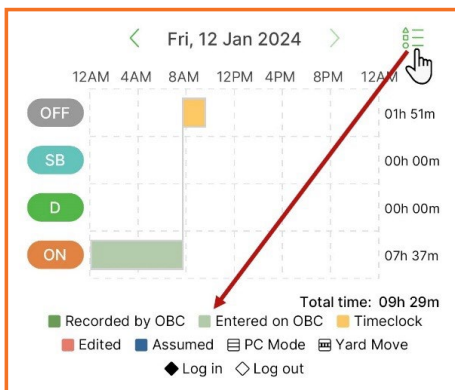 Fri, 12 Jan 2024
12AM 4AM 8AM 12PM 4PM 8PM 12AM
OFF 01h 51m
SB 00h 00m
D 00h 00m
ON 07h 37m
Total time: 09h 29m
Recorded by OBC Entered on OBC Timeclock
Edited Assumed PC Mode Yard Move
Log in Log out